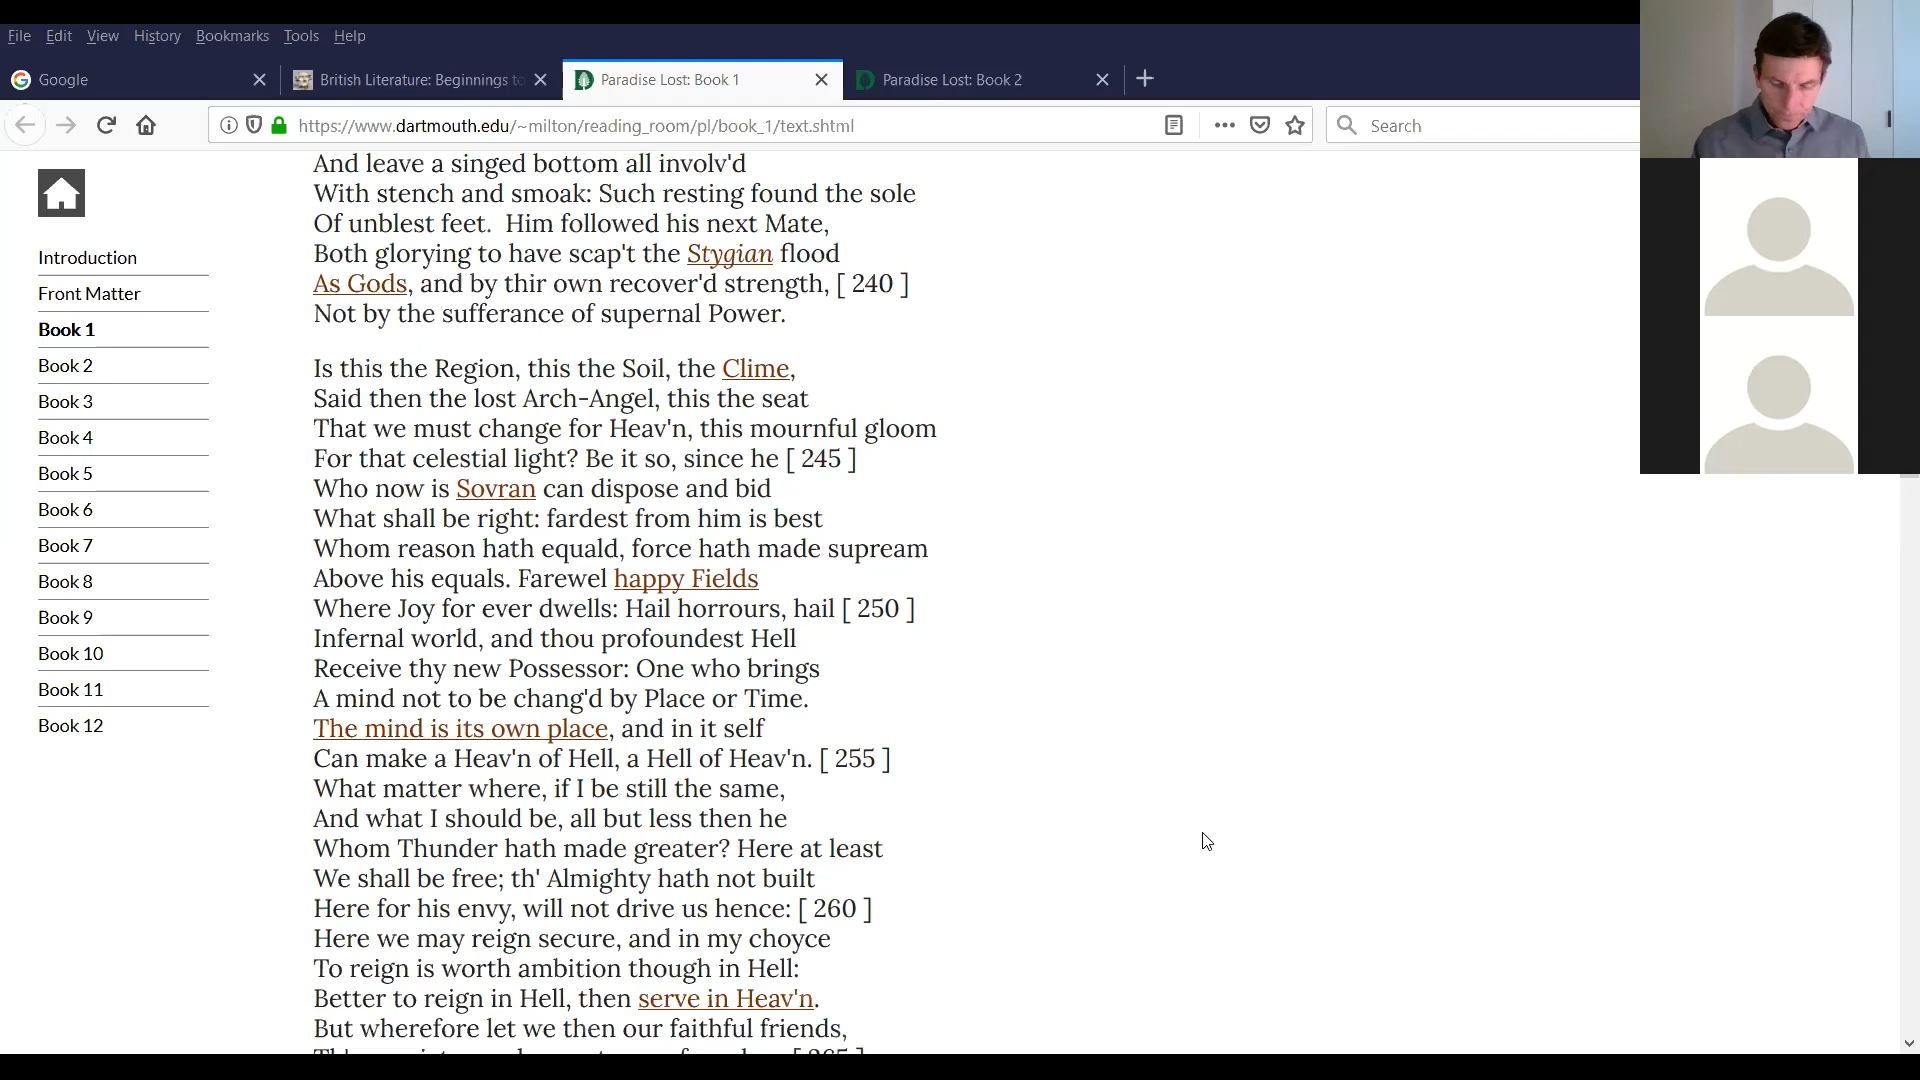 File Edit View History Bookmarks Tools Help
Google
British Literature: Beginnings to
Paradise Lost: Book 1
Paradise Lost: Book 2
https://www.dartmouth.edu/~milton/reading_room/pl/book_1/text.shtml
Search
Introduction
Front Matter
Book 1
Book 2
Book 3
Book 4
Book 5
Book 6
Book 7
Book 8
Book 9
Book 10
Book 11
Book 12
And leave a singed bottom all involv'd
With stench and smoak: Such resting found the sole
Of unblest feet. Him followed his next Mate,
Both glorying to have scap't the Stygian flood
As Gods, and by thir own recover'd strength, [ 240 ]
Not by the sufferance of supernal Power.
Is this the Region, this the Soil, the Clime,
Said then the lost Arch-Angel, this the seat
That we must change for Heav'n, this mournful gloom
For that celestial light? Be it so, since he [ 245 ]
Who now is Sovran can dispose and bid
What shall be right: fardest from him is best
Whom reason hath equald, force hath made supream
Above his equals. Farewel happy Fields
Where Joy for ever dwells: Hail horrours, hail [ 250 ]
Infernal world, and thou profoundest Hell
Receive thy new Possessor: One who brings
A mind not to be chang'd by Place or Time.
The mind is its own place, and in it self
Can make a Heav'n of Hell, a Hell of Heav'n. [ 255 ]
What matter where, if I be still the same,
And what I should be, all but less then he
Whom Thunder hath made greater? Here at least
We shall be free; th' Almighty hath not built
Here for his envy, will not drive us hence: [ 260 ]
Here we may reign secure, and in my choyce
To reign is worth ambition though in Hell:
Better to reign in Hell, then serve in Heav'n.
But wherefore let we then our faithful friends,